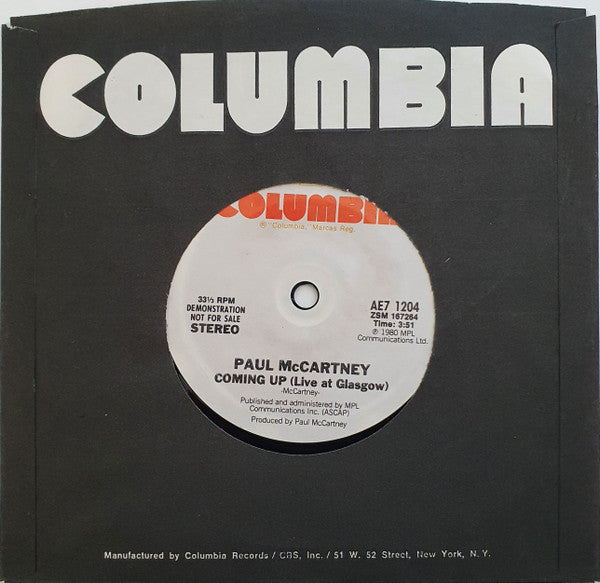 COLUMBIA
COLUMBIA
® "Columbia," Marcas Reg.
33⅓ RPM
DEMONSTRATION
NOT FOR SALE
STEREO
AE7 1204
ZSM 167264
Time: 3:51
℗ 1980 MPL
Communications Ltd.
PAUL McCARTNEY
COMING UP (Live at Glasgow)
-McCartney-
Published and administered by MPL
Communications Inc. (ASCAP)
Produced by Paul McCartney
Manufactured by Columbia Records / CBS, Inc. / 51 W. 52 Street, New York, N.Y.